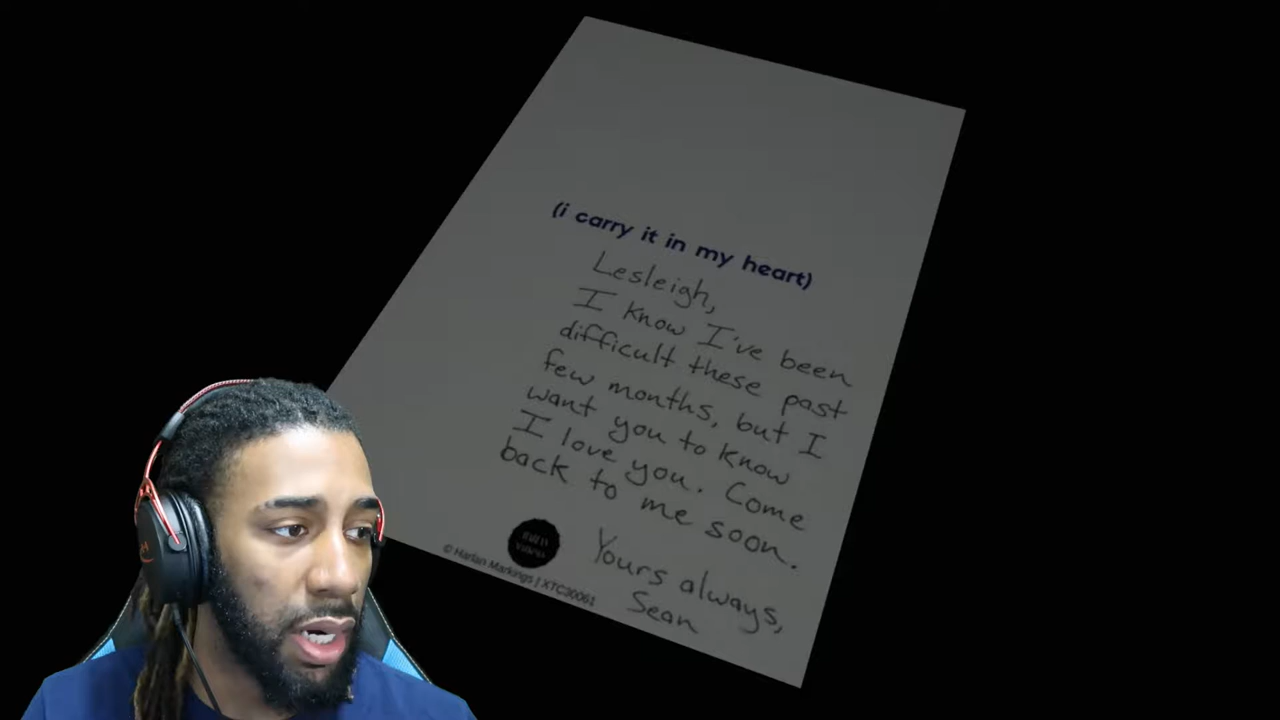 (i carry it in my heart)
Lesleigh,
I know I've been
difficult these past
few months, but I
want you to know
I love you. Come
back to me soon.
Yours always,
Sean
© Harlan Markings | XTC30061